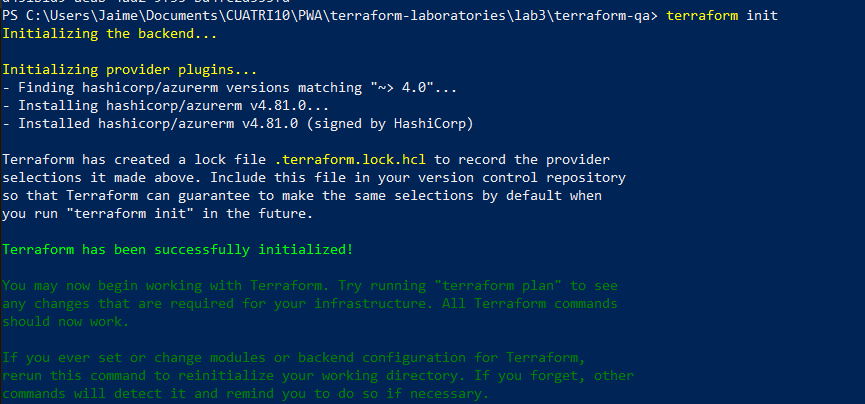 PS C:\Users\Jaime\Documents\CUATRI10\PWA\terraform-laboratories\lab3\terraform-qa> terraform init
Initializing the backend...
Initializing provider plugins...
- Finding hashicorp/azurerm versions matching "~> 4.0"...
- Installing hashicorp/azurerm v4.81.0...
- Installed hashicorp/azurerm v4.81.0 (signed by HashiCorp)
Terraform has created a lock file .terraform.lock.hcl to record the provider
selections it made above. Include this file in your version control repository
so that Terraform can guarantee to make the same selections by default when
you run "terraform init" in the future.
Terraform has been successfully initialized!
You may now begin working with Terraform. Try running "terraform plan" to see
any changes that are required for your infrastructure. All Terraform commands
should now work.
If you ever set or change modules or backend configuration for Terraform,
rerun this command to reinitialize your working directory. If you forget, other
commands will detect it and remind you to do so if necessary.